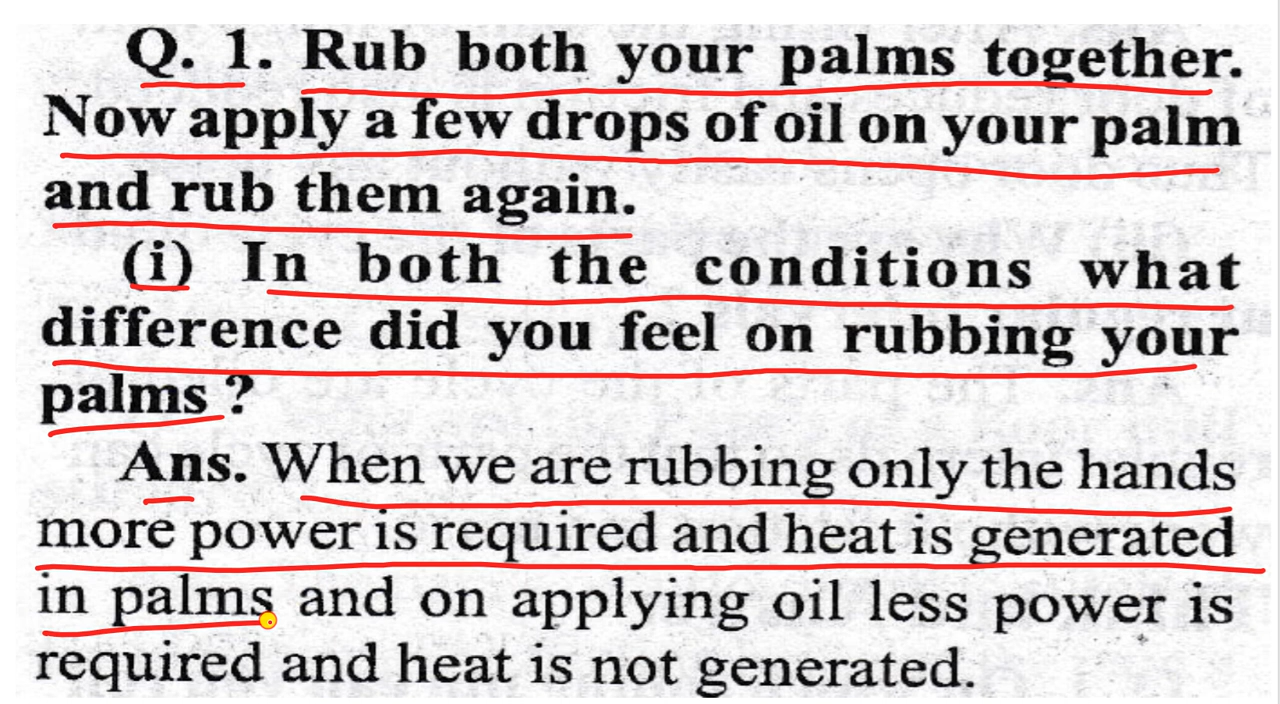 Q. 1. Rub both your palms together.
Now apply a few drops of oil on your palm
and rub them again.
(i) In both the conditions what
difference did you feel on rubbing your
palms ?
Ans. When we are rubbing only the hands
more power is required and heat is generated
in palms and on applying oil less power is
required and heat is not generated.